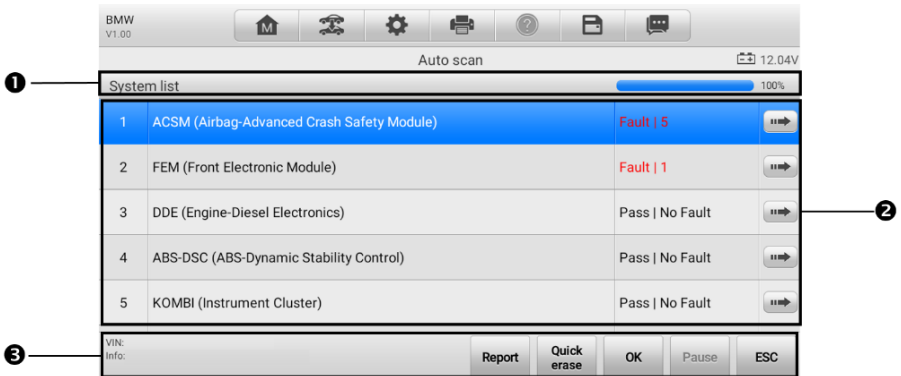 BMW
V1.00
M
?
Auto scan
12.04V
❶
System list
100%
1 ACSM (Airbag-Advanced Crash Safety Module) Fault | 5
2 FEM (Front Electronic Module) Fault | 1
3 DDE (Engine-Diesel Electronics) Pass | No Fault
❷
4 ABS-DSC (ABS-Dynamic Stability Control) Pass | No Fault
5 KOMBI (Instrument Cluster) Pass | No Fault
❸
VIN:
Info:
Report
Quick
erase
OK
Pause
ESC